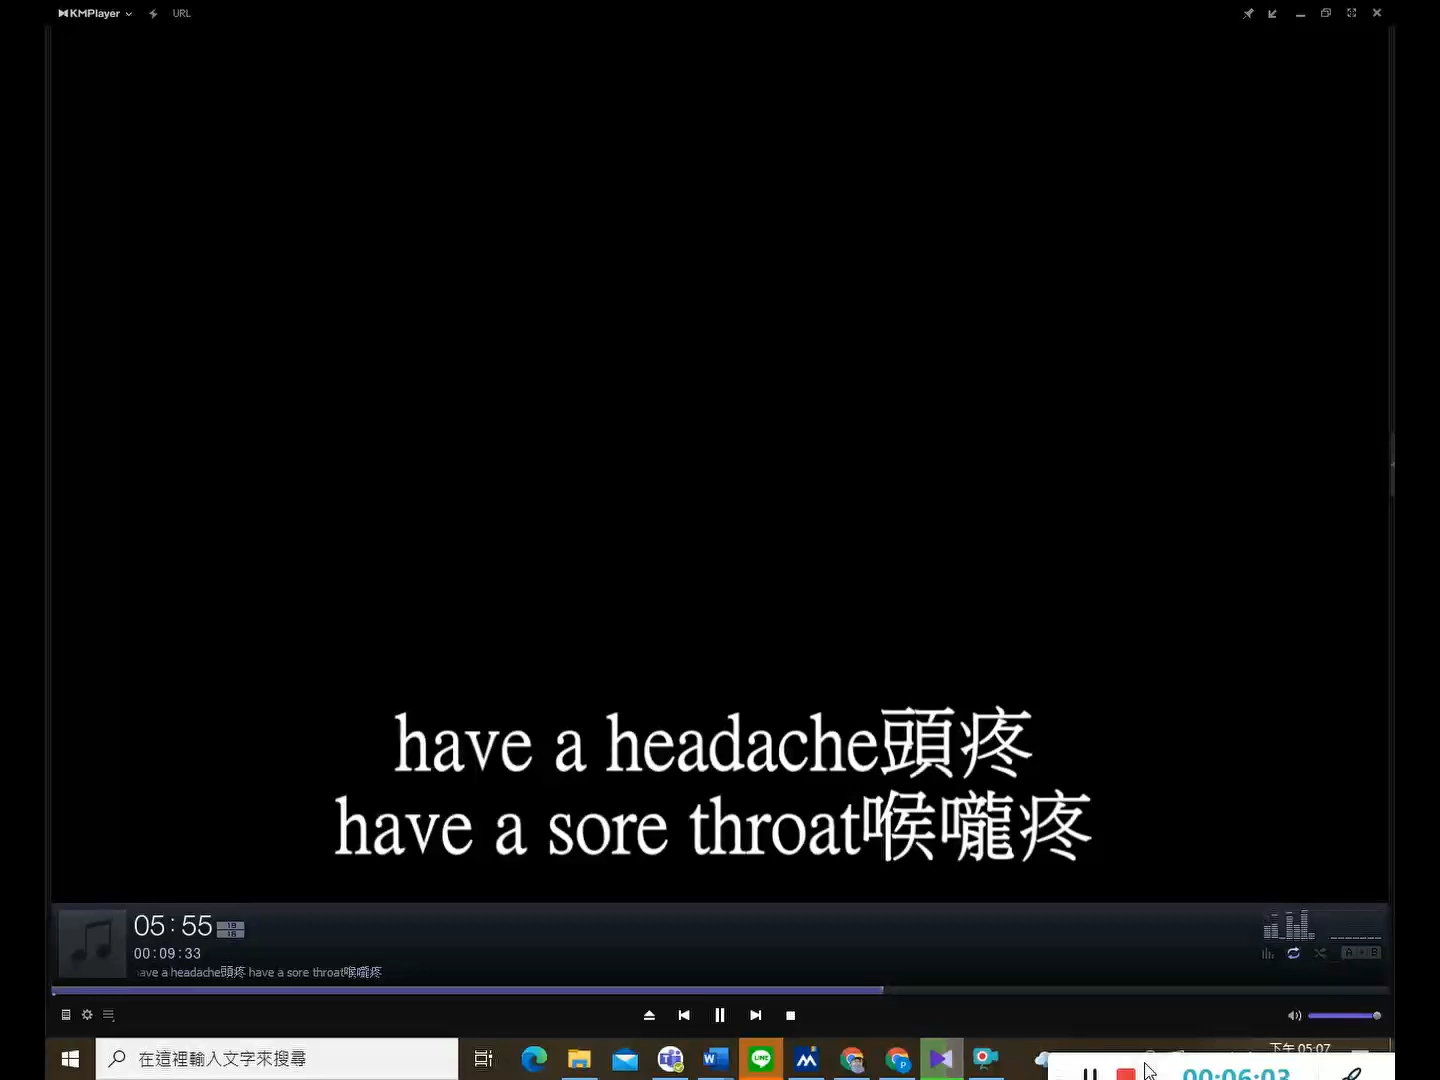 KMPlayer URL
have a headache頭疼
have a sore throat喉嚨疼
05:55
00:09:33
ave a headache頭疼 have a sore throat喉嚨疼
在這裡輸入文字來搜尋
下午 05:07
00:06:03